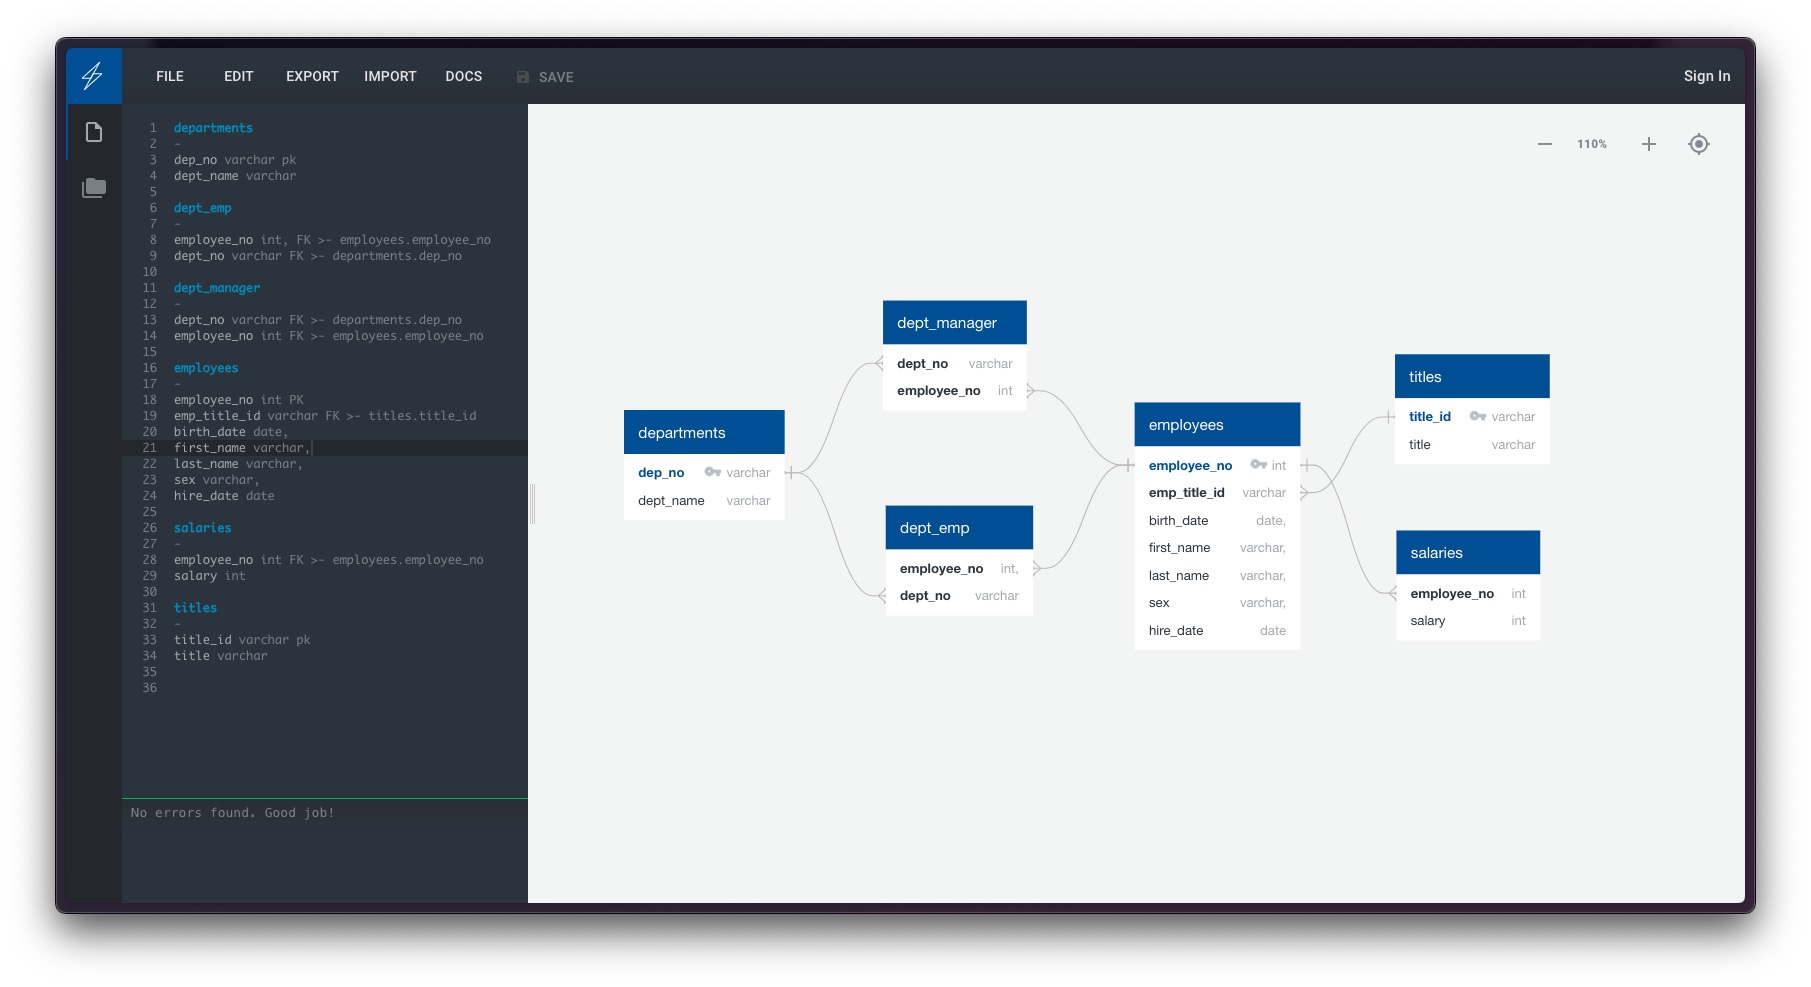 FILE EDIT EXPORT IMPORT DOCS SAVE Sign In
1 departments
2 -
3 dep_no varchar pk
4 dept_name varchar
5
6 dept_emp
7 -
8 employee_no int, FK >- employees.employee_no
9 dept_no varchar FK >- departments.dep_no
10
11 dept_manager
12 -
13 dept_no varchar FK >- departments.dep_no
14 employee_no int FK >- employees.employee_no
15
16 employees
17 -
18 employee_no int PK
19 emp_title_id varchar FK >- titles.title_id
20 birth_date date,
21 first_name varchar,
22 last_name varchar,
23 sex varchar,
24 hire_date date
25
26 salaries
27 -
28 employee_no int FK >- employees.employee_no
29 salary int
30
31 titles
32 -
33 title_id varchar pk
34 title varchar
35
36
No errors found. Good job!
110%
departments
dep_no varchar
dept_name varchar
dept_manager
dept_no varchar
employee_no int
dept_emp
employee_no int,
dept_no varchar
employees
employee_no int
emp_title_id varchar
birth_date date,
first_name varchar,
last_name varchar,
sex varchar,
hire_date date
titles
title_id varchar
title varchar
salaries
employee_no int
salary int